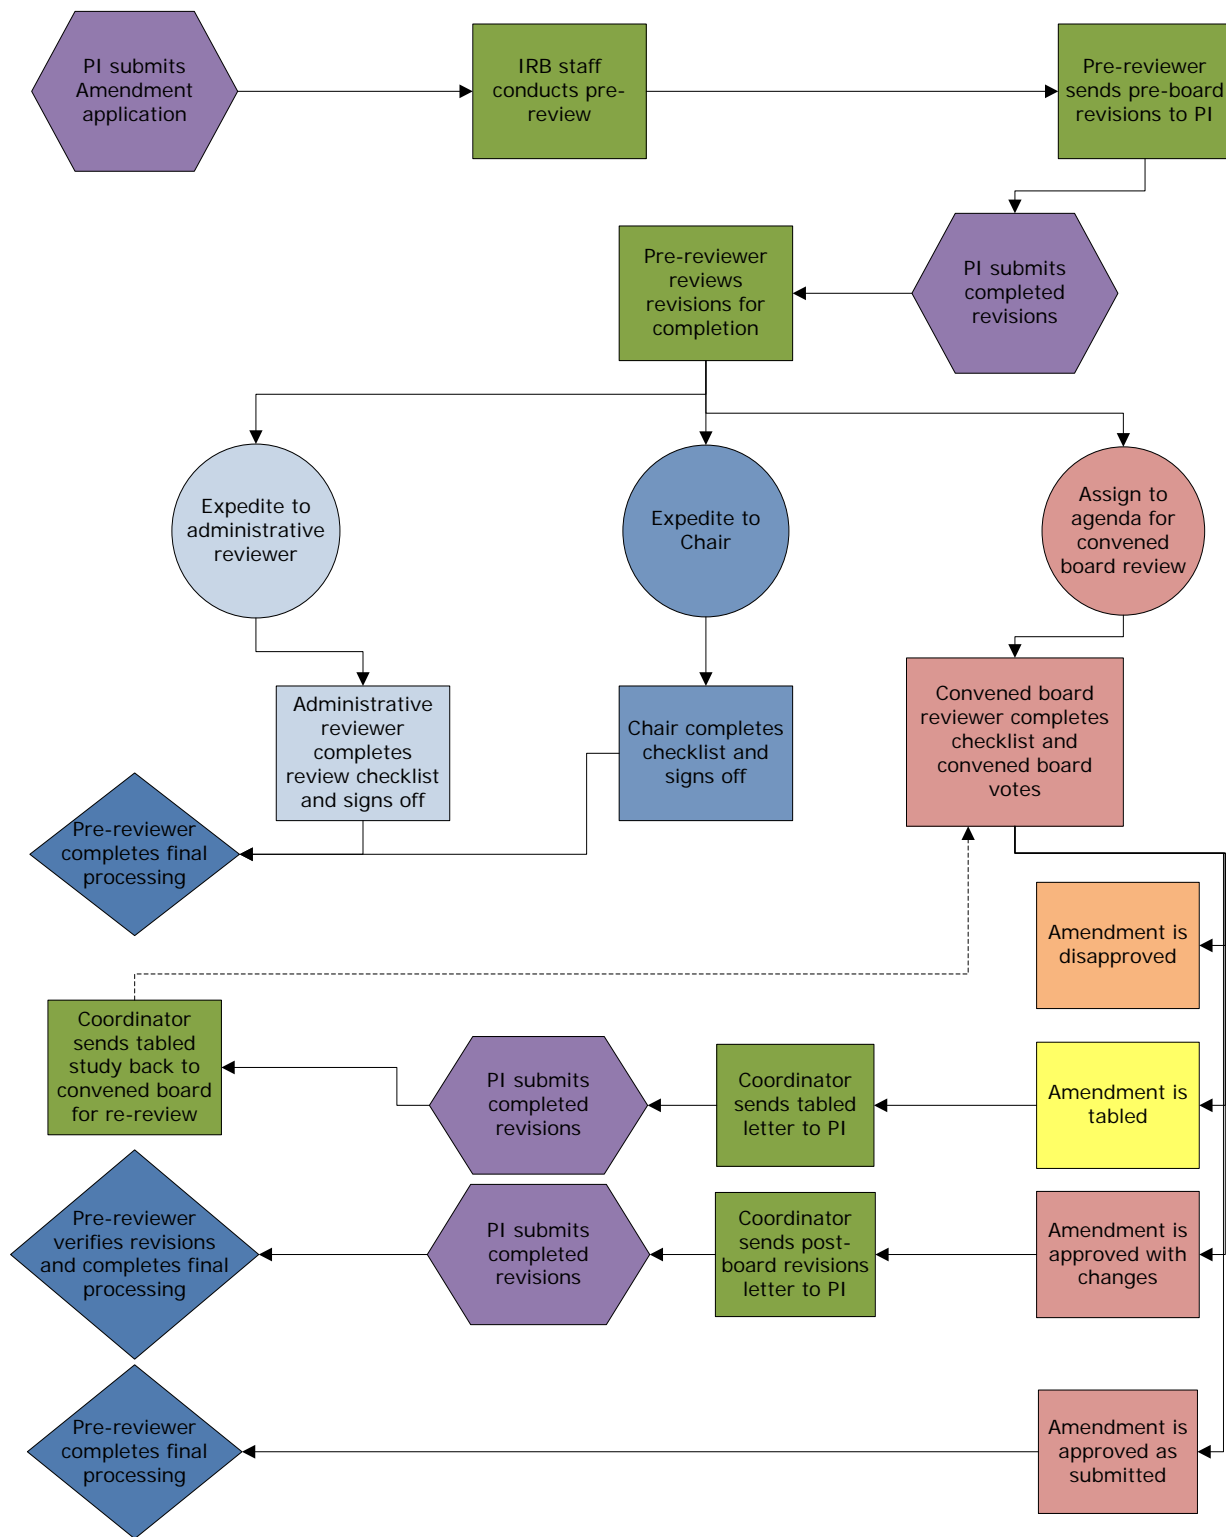 PI submits
Amendment
application
IRB staff
conducts pre-
review
Pre-reviewer
sends pre-board
revisions to PI
PI submits
completed
revisions
Pre-reviewer
reviews
revisions for
completion
Expedite to
administrative
reviewer
Expedite to
Chair
Assign to
agenda for
convened
board review
Administrative
reviewer
completes
review checklist
and signs off
Chair completes
checklist and
signs off
Convened board
reviewer completes
checklist and
convened board
votes
Pre-reviewer
completes final
processing
Amendment is
disapproved
Coordinator
sends tabled
study back to
convened board
for re-review
PI submits
completed
revisions
Coordinator
sends tabled
letter to PI
Amendment is
tabled
Pre-reviewer
verifies revisions
and completes final
processing
PI submits
completed
revisions
Coordinator
sends post-
board revisions
letter to PI
Amendment is
approved with
changes
Pre-reviewer
completes final
processing
Amendment is
approved as
submitted